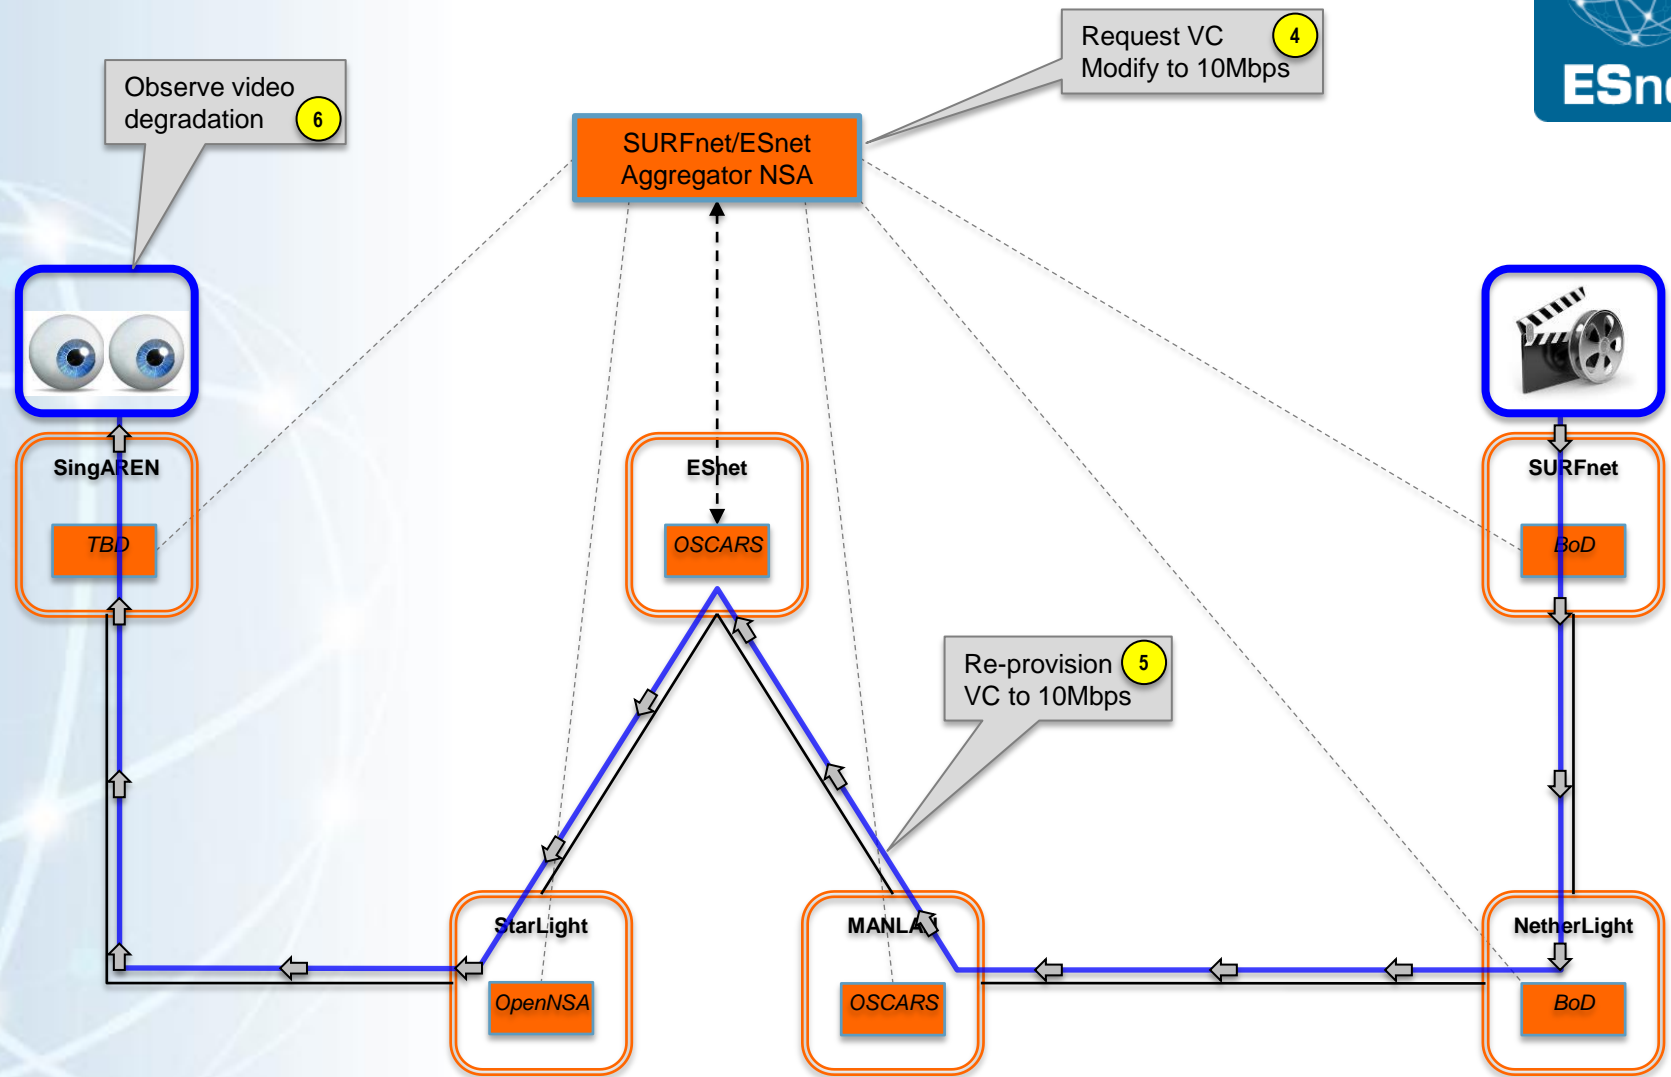 Request VC
Modify to 10Mbps
4
ESne
Observe video
degradation
6
SURFnet/ESnet
Aggregator NSA
SingAREN
TBD
ESnet
OSCARS
SURFnet
BoD
Re-provision
VC to 10Mbps
5
StarLight
OpenNSA
MANLAN
OSCARS
NetherLight
BoD